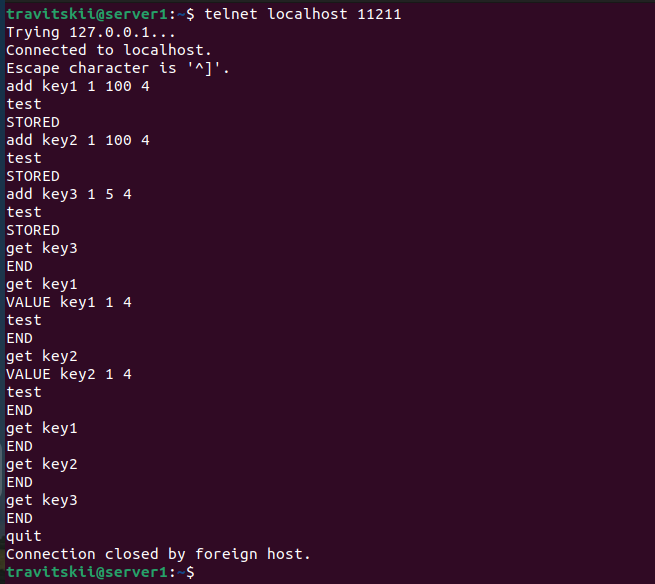 travitskii@server1:~$ telnet localhost 11211
Trying 127.0.0.1...
Connected to localhost.
Escape character is '^]'.
add key1 1 100 4
test
STORED
add key2 1 100 4
test
STORED
add key3 1 5 4
test
STORED
get key3
END
get key1
VALUE key1 1 4
test
END
get key2
VALUE key2 1 4
test
END
get key1
END
get key2
END
get key3
END
quit
Connection closed by foreign host.
travitskii@server1:~$